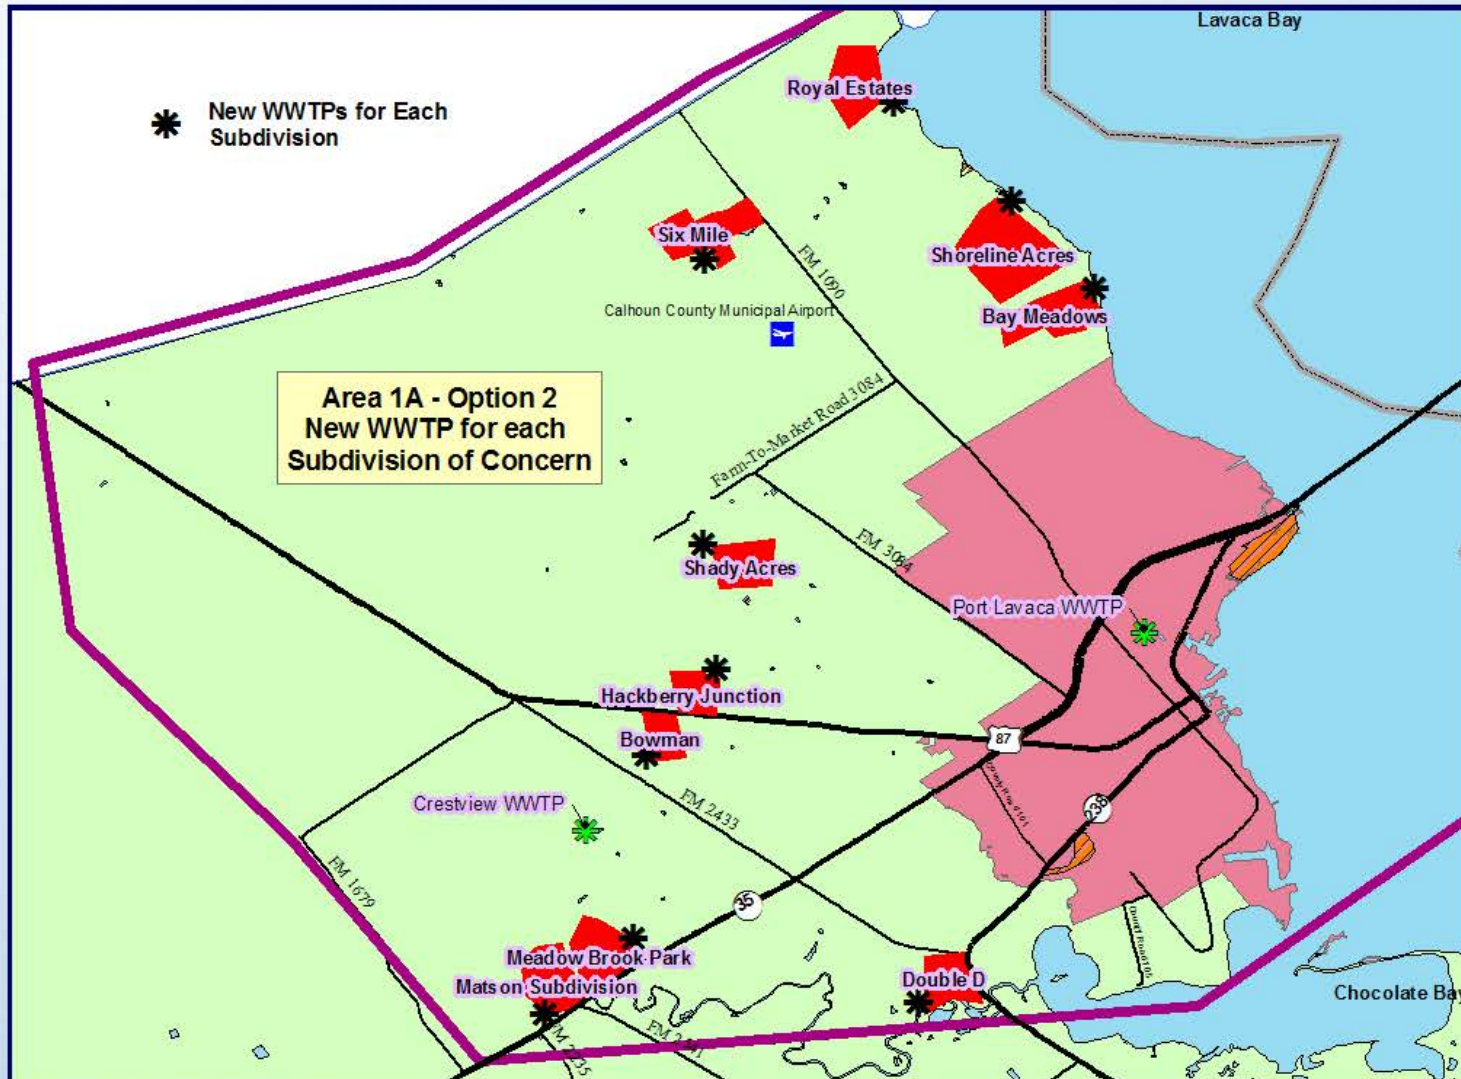 Lavaca Bay
Royal Estates
New WWTPs for Each
Subdivision
Six Mile
Shoreline Acres
FM 1090
Calhoun County Municipal Airport
Bay Meadows
Area 1A - Option 2
New WWTP for each
Subdivision of Concern
Farm-To-Market Road 3084
FM 3084
Shady Acres
Port Lavaca WWTP
Hackberry Junction
Bowman
87
Crestview WWTP
FM 2433
238
FM 1679
35
Meadow Brook Park
Matson Subdivision
Double D
Chocolate Bay
FM 2235